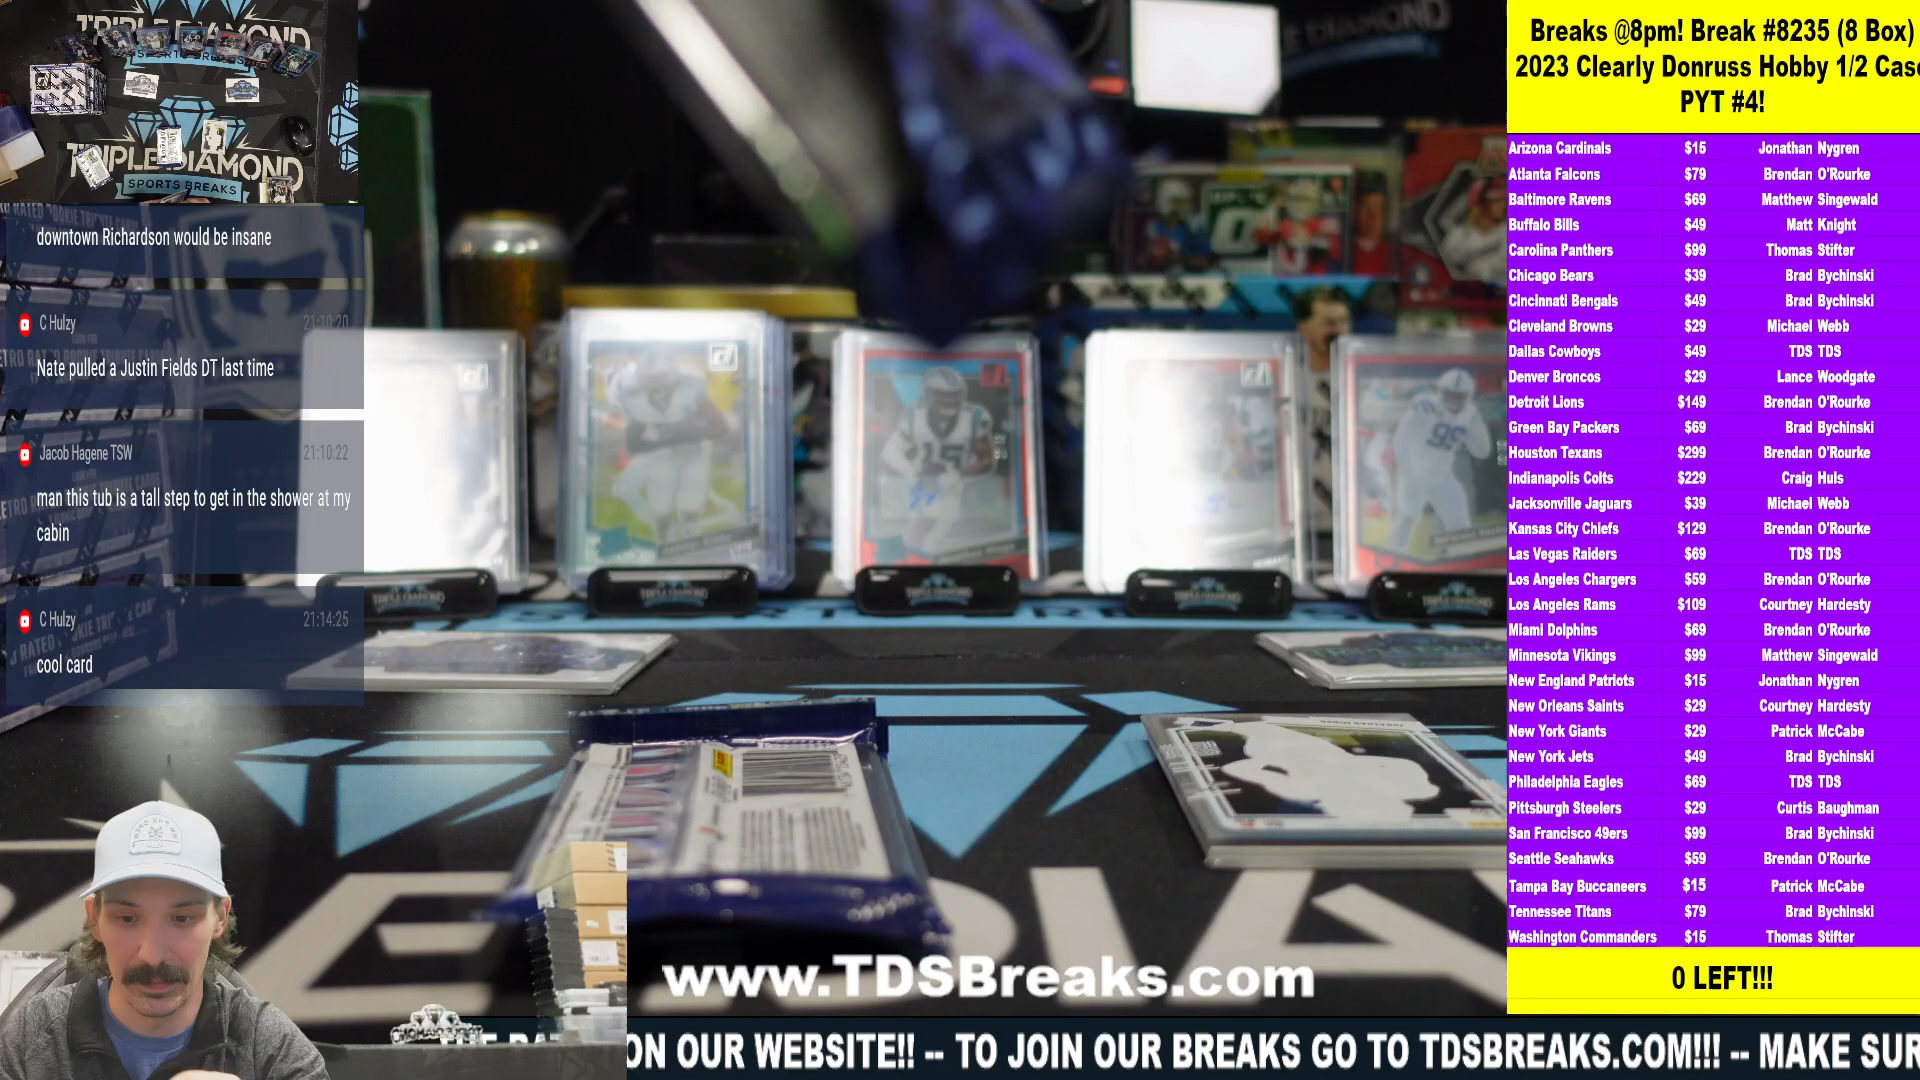 Breaks @8pm! Break #8235 (8 Box)
2023 Clearly Donruss Hobby 1/2 Case
PYT #4!
Arizona Cardinals $15 Jonathan Nygren
Atlanta Falcons $79 Brendan O'Rourke
Baltimore Ravens $69 Matthew Singewald
Buffalo Bills $49 Matt Knight
Carolina Panthers $99 Thomas Stifter
Chicago Bears $39 Brad Bychinski
Cincinnati Bengals $49 Brad Bychinski
Cleveland Browns $29 Michael Webb
Dallas Cowboys $49 TDS TDS
Denver Broncos $29 Lance Woodgate
Detroit Lions $149 Brendan O'Rourke
Green Bay Packers $69 Brad Bychinski
Houston Texans $299 Brendan O'Rourke
Indianapolis Colts $229 Craig Huls
Jacksonville Jaguars $39 Michael Webb
Kansas City Chiefs $129 Brendan O'Rourke
Las Vegas Raiders $69 TDS TDS
Los Angeles Chargers $59 Brendan O'Rourke
Los Angeles Rams $109 Courtney Hardesty
Miami Dolphins $69 Brendan O'Rourke
Minnesota Vikings $99 Matthew Singewald
New England Patriots $15 Jonathan Nygren
New Orleans Saints $29 Courtney Hardesty
New York Giants $29 Patrick McCabe
New York Jets $49 Brad Bychinski
Philadelphia Eagles $69 TDS TDS
Pittsburgh Steelers $29 Curtis Baughman
San Francisco 49ers $99 Brad Bychinski
Seattle Seahawks $59 Brendan O'Rourke
Tampa Bay Buccaneers $15 Patrick McCabe
Tennessee Titans $79 Brad Bychinski
Washington Commanders $15 Thomas Stifter
0 LEFT!!!
TRIPLE DIAMOND
SPORTS BREAKS
TRIPLE DIAMOND
SPORTS BREAKS
downtown Richardson would be insane
C Hulzy 21:10:20
Nate pulled a Justin Fields DT last time
Jacob Hagene TSW 21:10:22
man this tub is a tall step to get in the shower at my
cabin
C Hulzy 21:14:25
cool card
www.TDSBreaks.com
ON OUR WEBSITE!! -- TO JOIN OUR BREAKS GO TO TDSBREAKS.COM!!! -- MAKE SUR